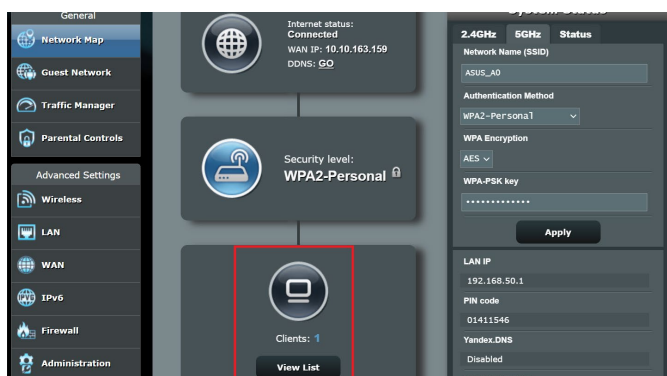 General
Network Map
Guest Network
Traffic Manager
Parental Controls
Advanced Settings
Wireless
LAN
WAN
IPv6
Firewall
Administration
Internet status:
Connected
WAN IP: 10.10.163.159
DDNS: GO
Security level:
WPA2-Personal
Clients: 1
View List
System Status
2.4GHz 5GHz Status
Network Name (SSID)
ASUS_A0
Authentication Method
WPA2-Personal
WPA Encryption
AES
WPA-PSK key
•••••••••••••
Apply
LAN IP
192.168.50.1
PIN code
01411546
Yandex.DNS
Disabled